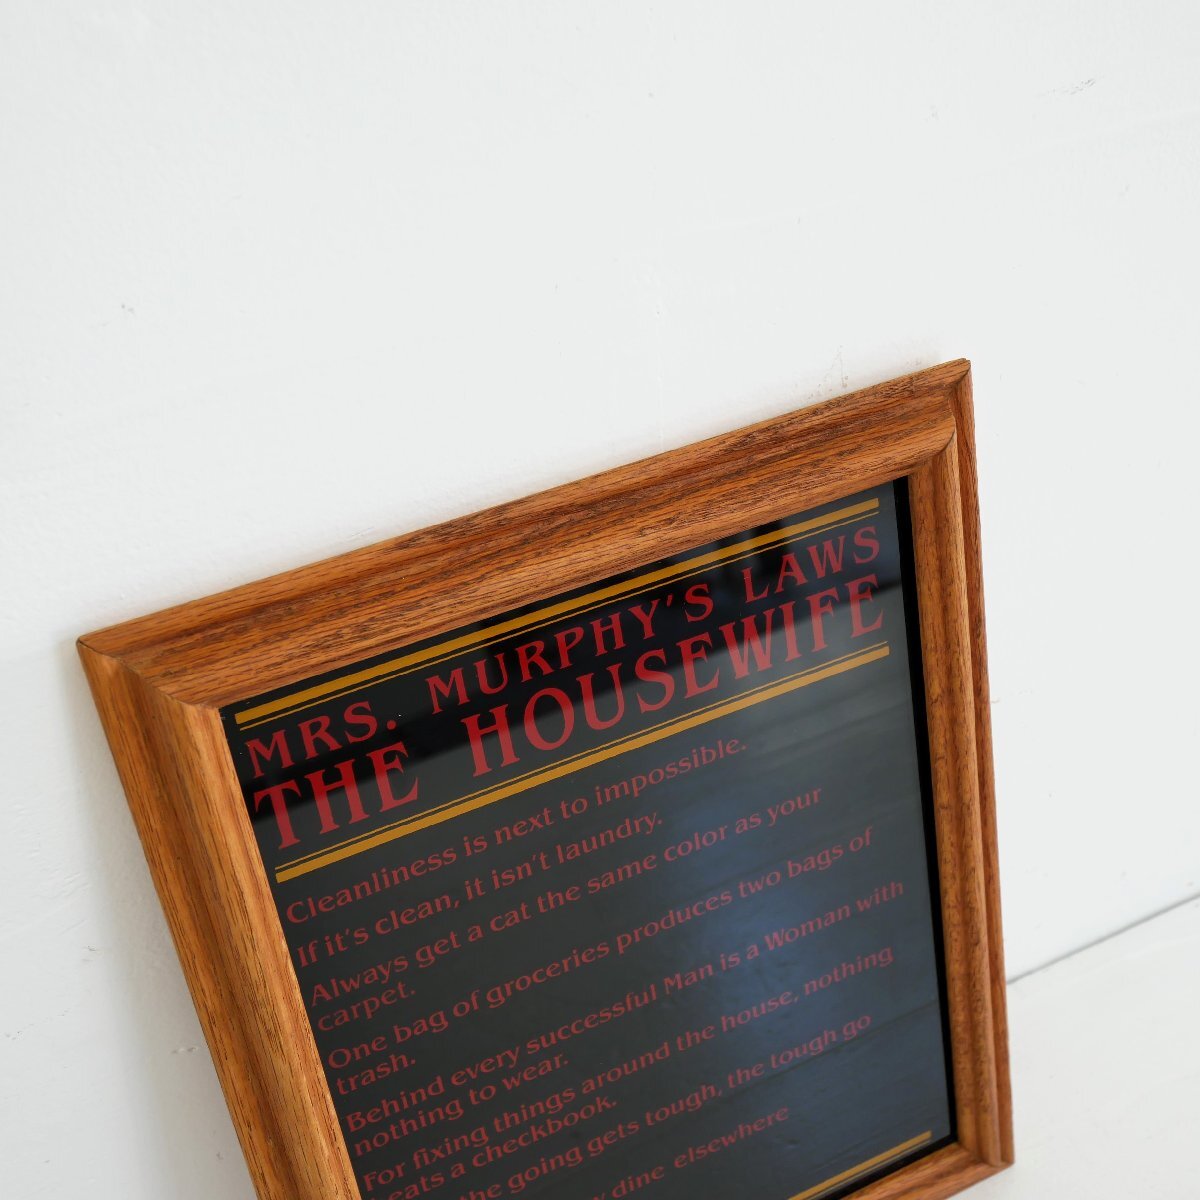 MRS. MURPHY'S LAWS
THE HOUSEWIFE
Cleanliness is next to impossible.
If it's clean, it isn't laundry.
Always get a cat the same color as your
carpet.
One bag of groceries produces two bags of
trash.
Behind every successful Man is a Woman with
nothing to wear.
For fixing things around the house, nothing
eats a checkbook.
the going gets tough, the tough go
dine elsewhere